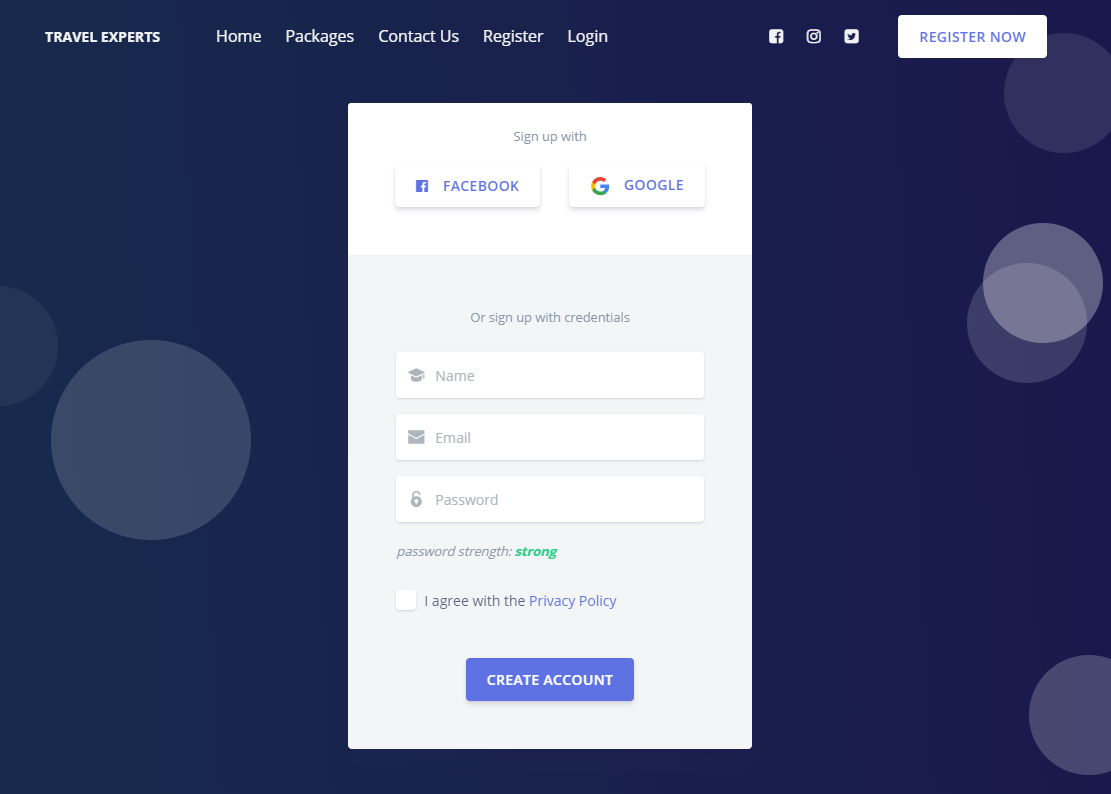 TRAVEL EXPERTS Home Packages Contact Us Register Login REGISTER NOW
Sign up with
FACEBOOK GOOGLE
Or sign up with credentials
Name
Email
Password
password strength: strong
I agree with the Privacy Policy
CREATE ACCOUNT